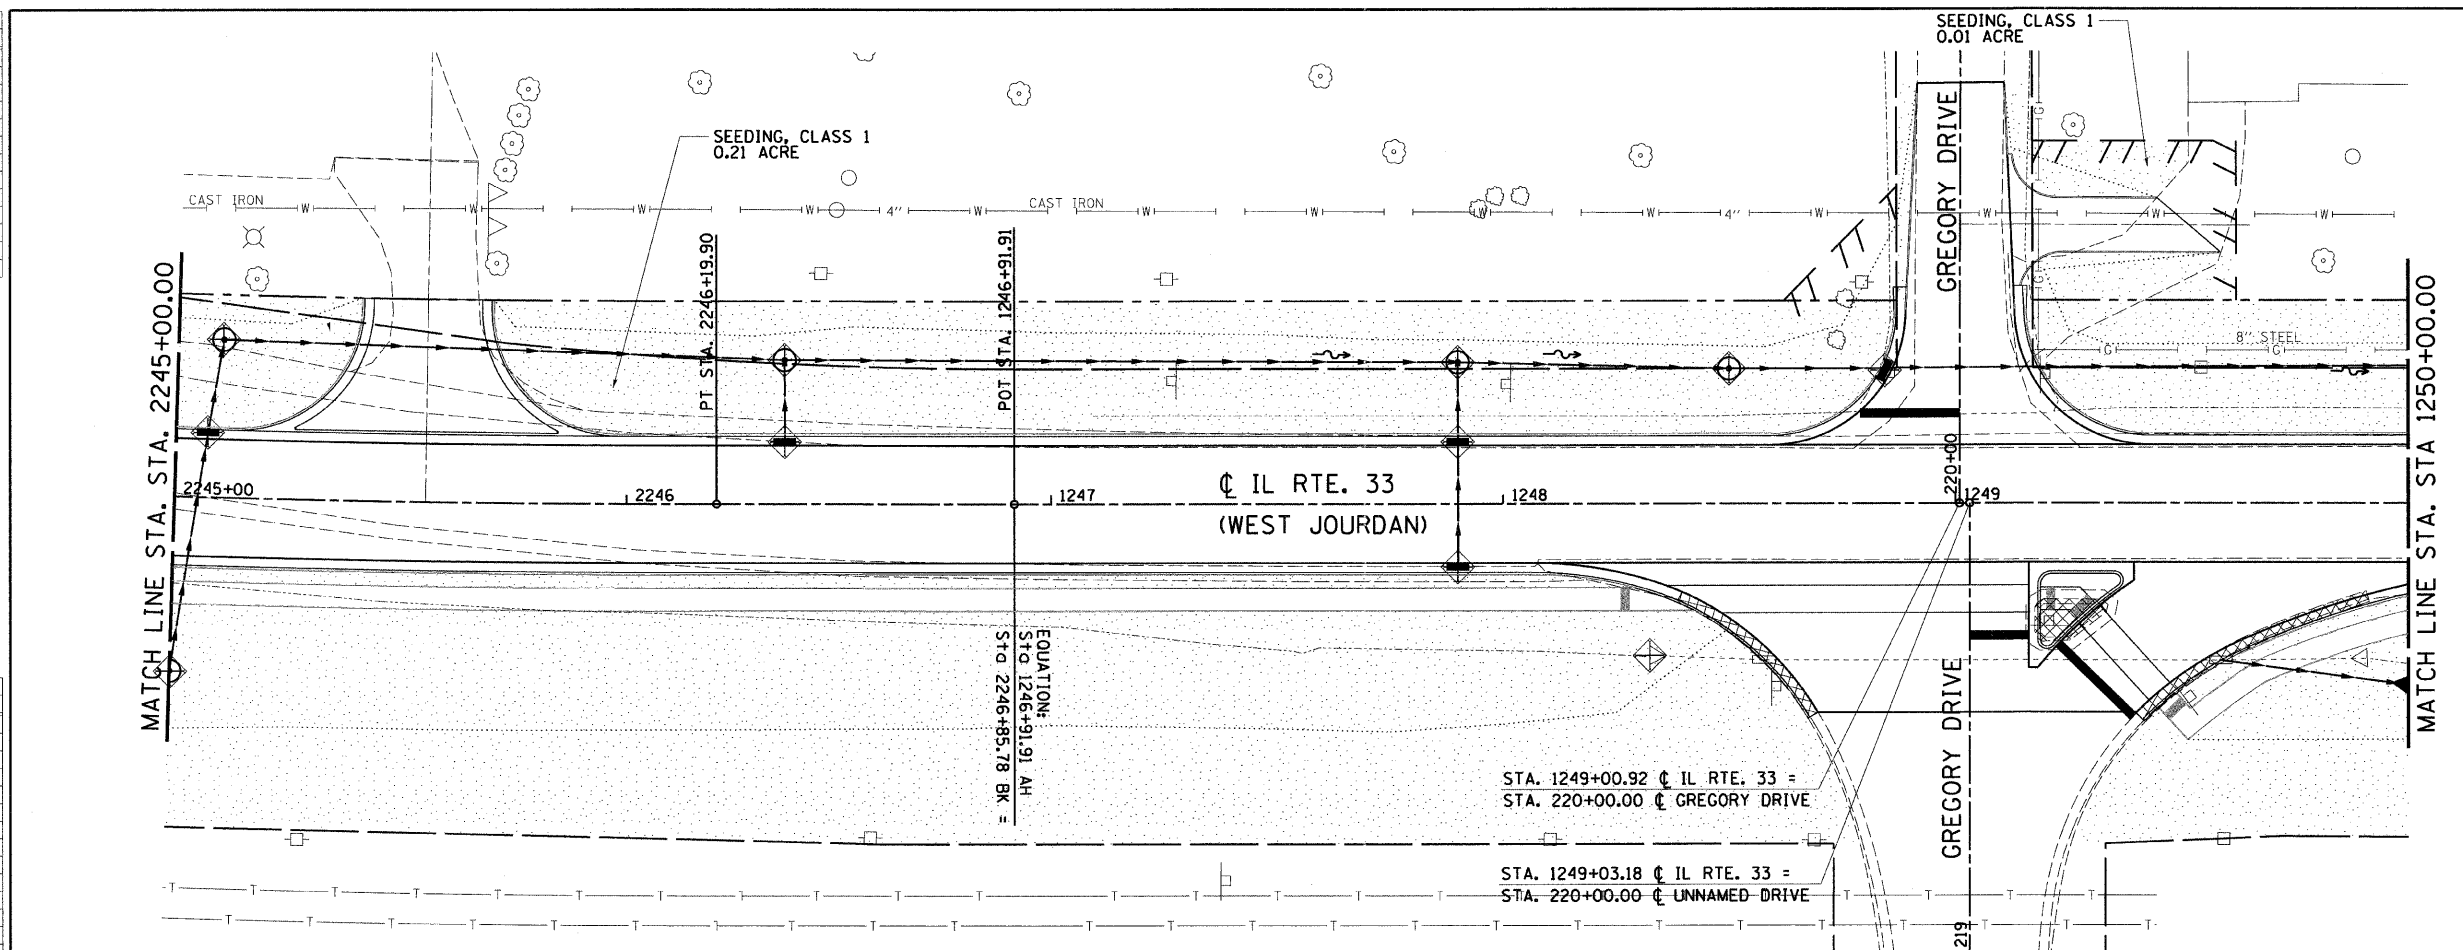 SEEDING, CLASS 1
0.01 ACRE
SEEDING, CLASS 1
0.21 ACRE
CAST IRON
W
W
W
W
4''
W
CAST IRON
W
W
W
W
4''
W
W
W
W
G
G
GREGORY DRIVE
MATCH LINE STA. STA. 2245+00.00
PT STA. 2246+19.90
POT STA. 1246+91.91
8'' STEEL
G
G
MATCH LINE STA. STA 1250+00.00
2245+00
2246
1247
℄ IL RTE. 33
(WEST JOURDAN)
1248
220+00
1249
EQUATION:
Sta 1246+91.91 AH
Sta 2246+85.78 BK =
GREGORY DRIVE
STA. 1249+00.92 ℄ IL RTE. 33 =
STA. 220+00.00 ℄ GREGORY DRIVE
STA. 1249+03.18 ℄ IL RTE. 33 =
STA. 220+00.00 ℄ UNNAMED DRIVE
T T T T T T T T T T T T T T T T T T T T T T T T
T T T T T T T T T T T T T T T T T T T T T T T T
219